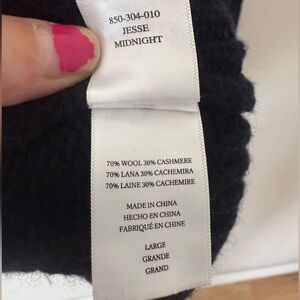 850-304-010
JESSE
MIDNIGHT
70% WOOL 30% CASHMERE
70% LANA 30% CACHEMIRA
70% LAINE 30% CACHEMIRE
MADE IN CHINA
HECHO EN CHINA
FABRIQUÉ EN CHINE
LARGE
GRANDE
GRAND